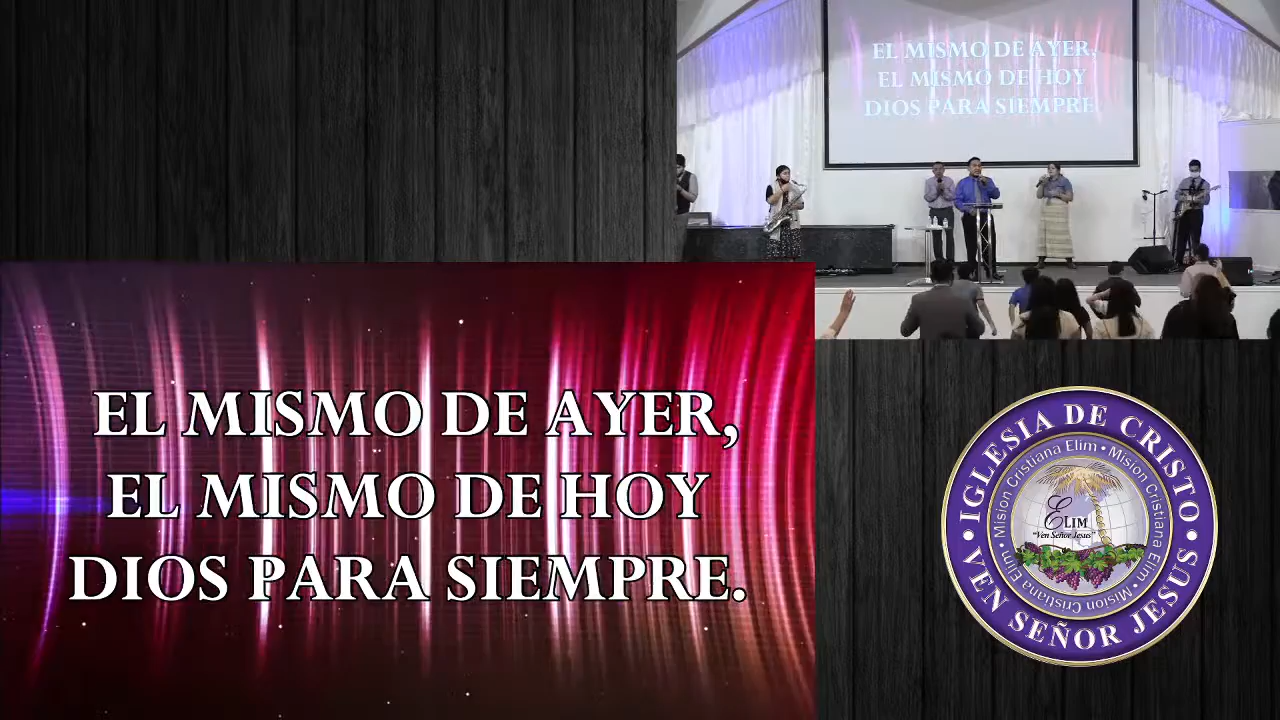 EL MISMO DE AYER,
EL MISMO DE HOY
DIOS PARA SIEMPRE.
EL MISMO DE AYER,
EL MISMO DE HOY
DIOS PARA SIEMPRE.
IGLESIA DE CRISTO
VEN SEÑOR JESUS
Mision Cristiana Elim • Mision Cristiana Elim • Mision Cristiana Elim •
ELIM
"Ven Señor Jesus"